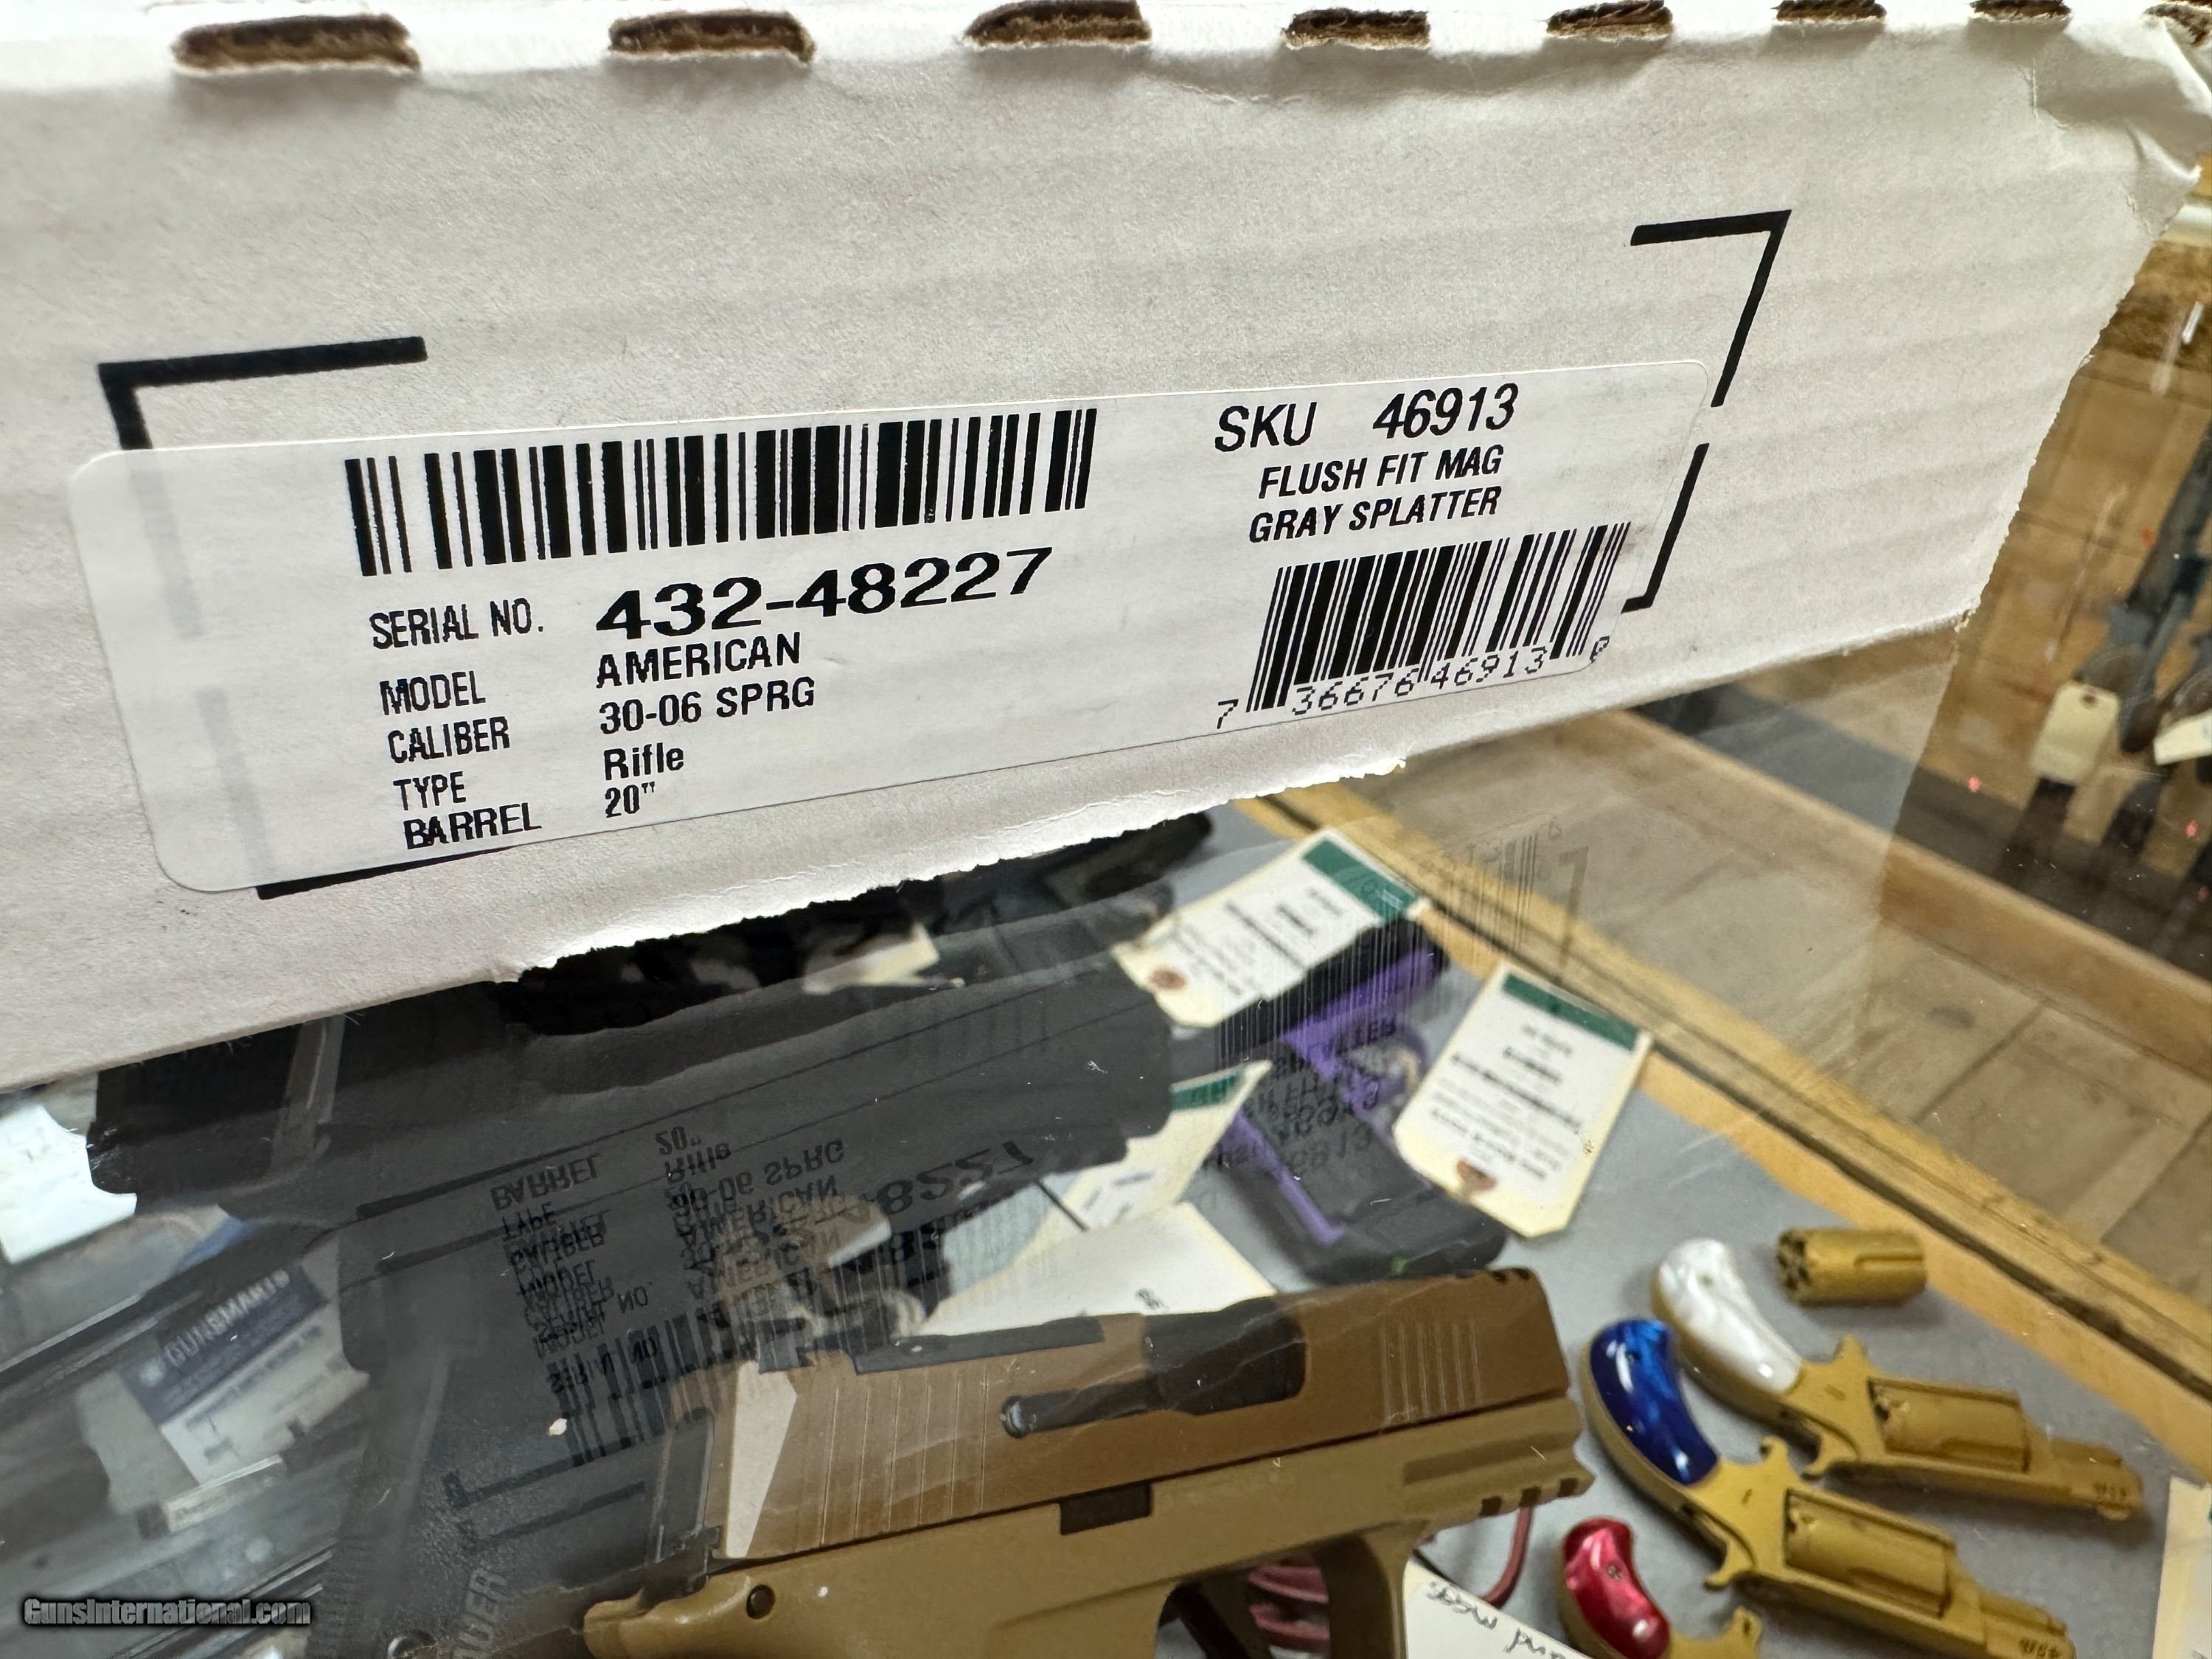 SERIAL NO. 432-48227
MODEL AMERICAN
CALIBER 30-06 SPRG
TYPE Rifle
BARREL 20"
SKU 46913
FLUSH FIT MAG
GRAY SPLATTER
7 36676 46913 0
GUNSMAKE
GunsInternational.com